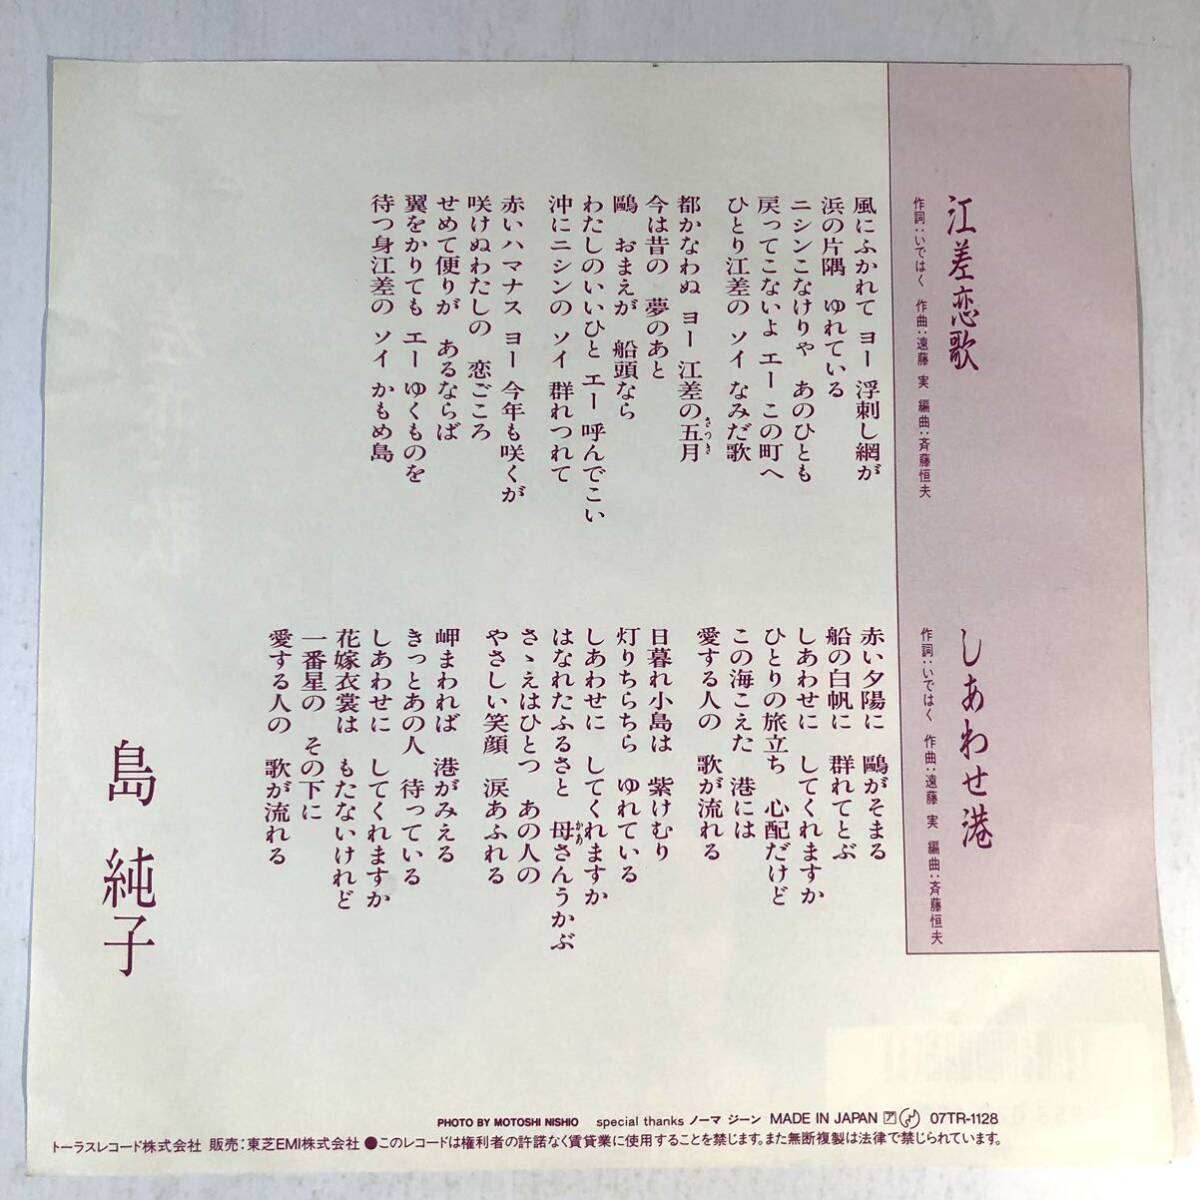 江差恋歌
作詞:いではく 作曲:遠藤 実 編曲:斉藤恒夫
風にふかれて ヨー 浮刺し網が
浜の片隅 ゆれている
ニシンこなけりゃ あのひとも
戻ってこないよ エー この町へ
ひとり江差の ソイ なみだ歌
都かなわぬ ヨー 江差の五月
さつき
今は昔の 夢のあと
鷗 おまえが 船頭なら
わたしのいいひと エー 呼んでこい
沖にニシンの ソイ 群れつれて
赤いハマナス ヨー 今年も咲くが
咲けぬわたしの 恋ごころ
せめて便りが あるならば
翼をかりても エー ゆくものを
待つ身江差の ソイ かもめ島
しあわせ港
作詞:いではく 作曲:遠藤 実 編曲:斉藤恒夫
赤い夕陽に 鷗がそまる
船の白帆に 群れてとぶ
しあわせに してくれますか
ひとりの旅立ち 心配だけど
この海こえた 港には
愛する人の 歌が流れる
日暮れ小島は 紫けむり
灯りちらちら ゆれている
しあわせに してくれますか
はなれたふるさと 母さんうかぶ
かあ
さゝえはひとつ あの人の
やさしい笑顔 涙あふれる
岬まわれば 港がみえる
きっとあの人 待っている
しあわせに してくれますか
花嫁衣裳は もたないけれど
一番星の その下に
愛する人の 歌が流れる
島 純子
PHOTO BY MOTOSHI NISHIO special thanks ノーマ ジーン MADE IN JAPAN ア 07TR-1128
トーラスレコード株式会社 販売:東芝EMI株式会社 ●このレコードは権利者の許諾なく賃貸業に使用することを禁じます。また無断複製は法律で禁じられています。